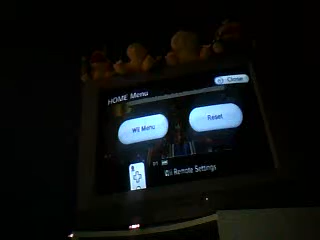 HOME Menu
Close
Wii Menu
Reset
Wii Remote Settings